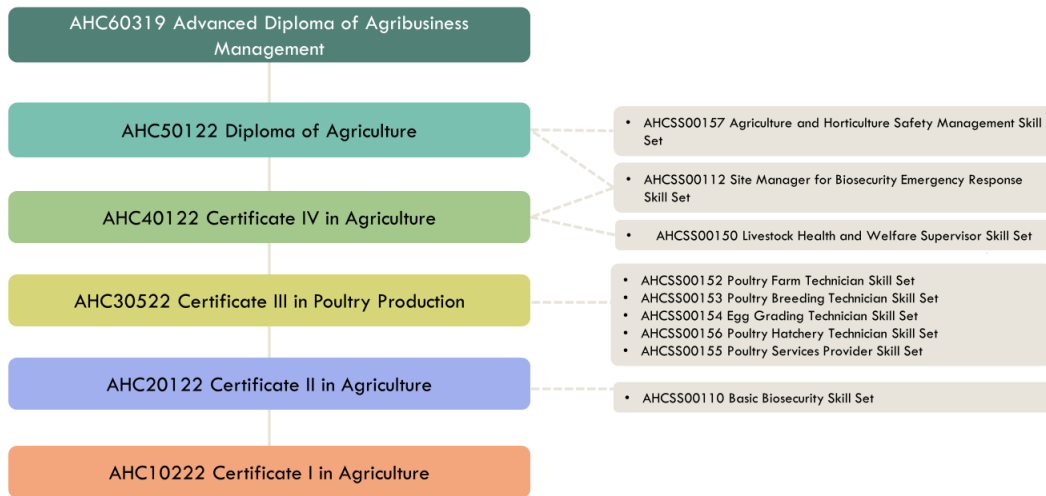 AHC60319 Advanced Diploma of Agribusiness
Management
AHC50122 Diploma of Agriculture
• AHCSS00157 Agriculture and Horticulture Safety Management Skill
Set
• AHCSS00112 Site Manager for Biosecurity Emergency Response
Skill Set
AHC40122 Certificate IV in Agriculture
• AHCSS00150 Livestock Health and Welfare Supervisor Skill Set
AHC30522 Certificate III in Poultry Production
• AHCSS00152 Poultry Farm Technician Skill Set
• AHCSS00153 Poultry Breeding Technician Skill Set
• AHCSS00154 Egg Grading Technician Skill Set
• AHCSS00156 Poultry Hatchery Technician Skill Set
• AHCSS00155 Poultry Services Provider Skill Set
AHC20122 Certificate II in Agriculture
• AHCSS00110 Basic Biosecurity Skill Set
AHC10222 Certificate I in Agriculture